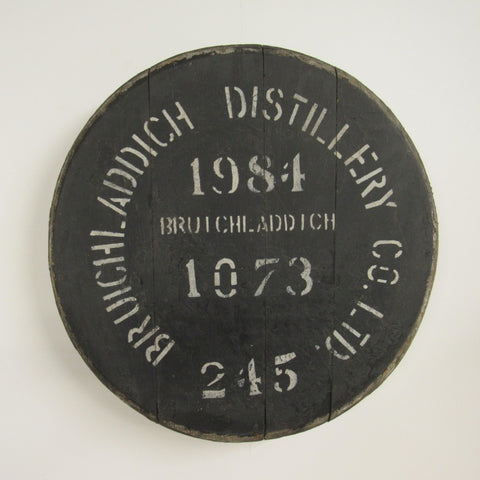 BRUICHLADDICH DISTILLERY CO. LTD.
1984
BRUICHLADDICH
1073
245